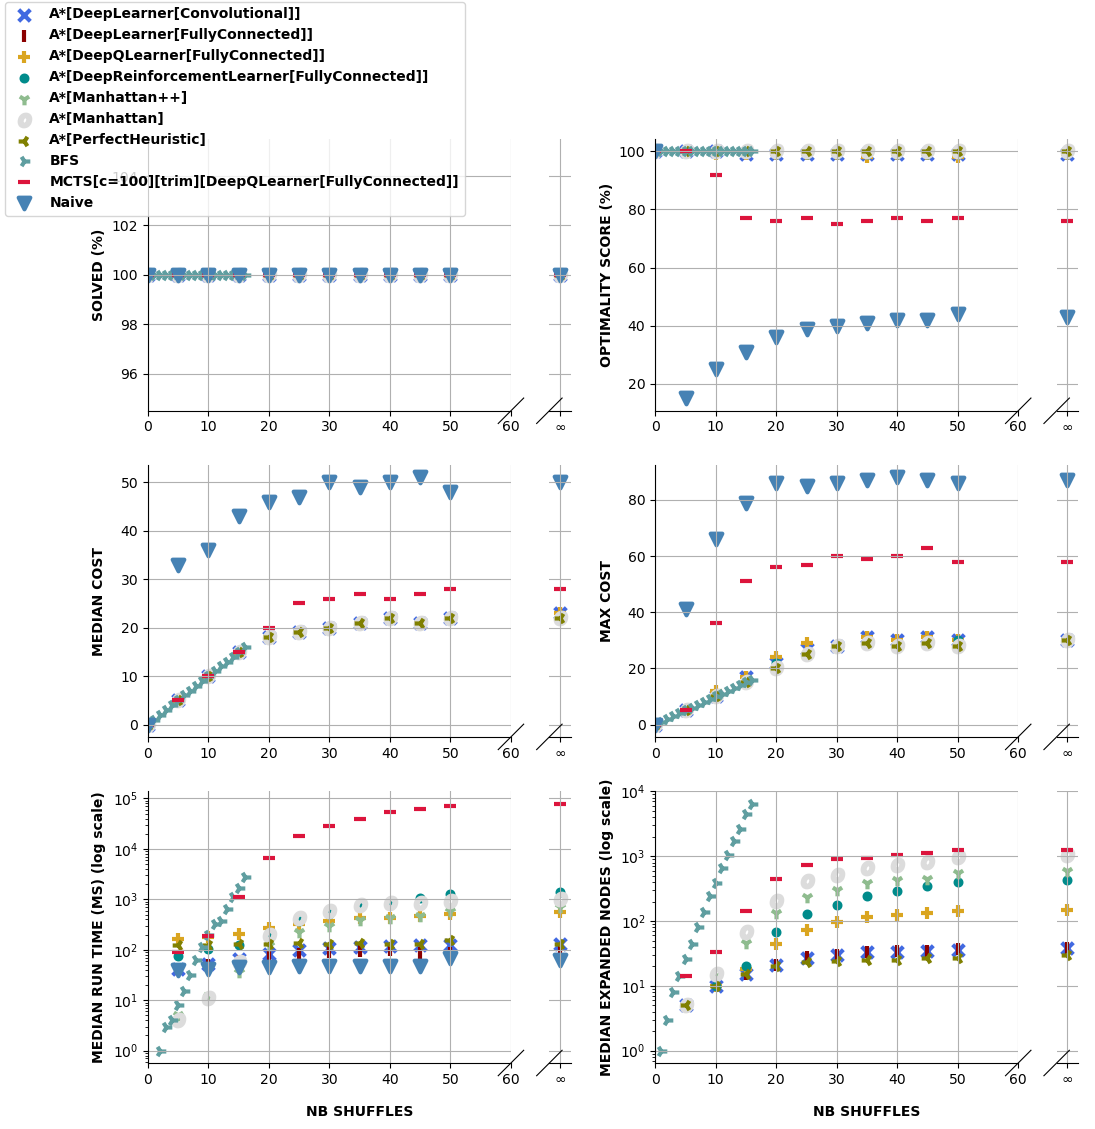 A*[DeepLearner[Convolutional]]
A*[DeepLearner[FullyConnected]]
A*[DeepQLearner[FullyConnected]]
A*[DeepReinforcementLearner[FullyConnected]]
A*[Manhattan++]
A*[Manhattan]
A*[PerfectHeuristic]
BFS
MCTS[c=100][trim][DeepQLearner[FullyConnected]]
Naive
SOLVED (%)
104
102
100
98
96
0 10 20 30 40 50 60 ∞
OPTIMALITY SCORE (%)
100
80
60
40
20
0 10 20 30 40 50 60 ∞
MEDIAN COST
50
40
30
20
10
0
0 10 20 30 40 50 60 ∞
MAX COST
80
60
40
20
0
0 10 20 30 40 50 60 ∞
MEDIAN RUN TIME (MS) (log scale)
10⁵
10⁴
10³
10²
10¹
10⁰
0 10 20 30 40 50 60 ∞
NB SHUFFLES
MEDIAN EXPANDED NODES (log scale)
10⁴
10³
10²
10¹
10⁰
0 10 20 30 40 50 60 ∞
NB SHUFFLES